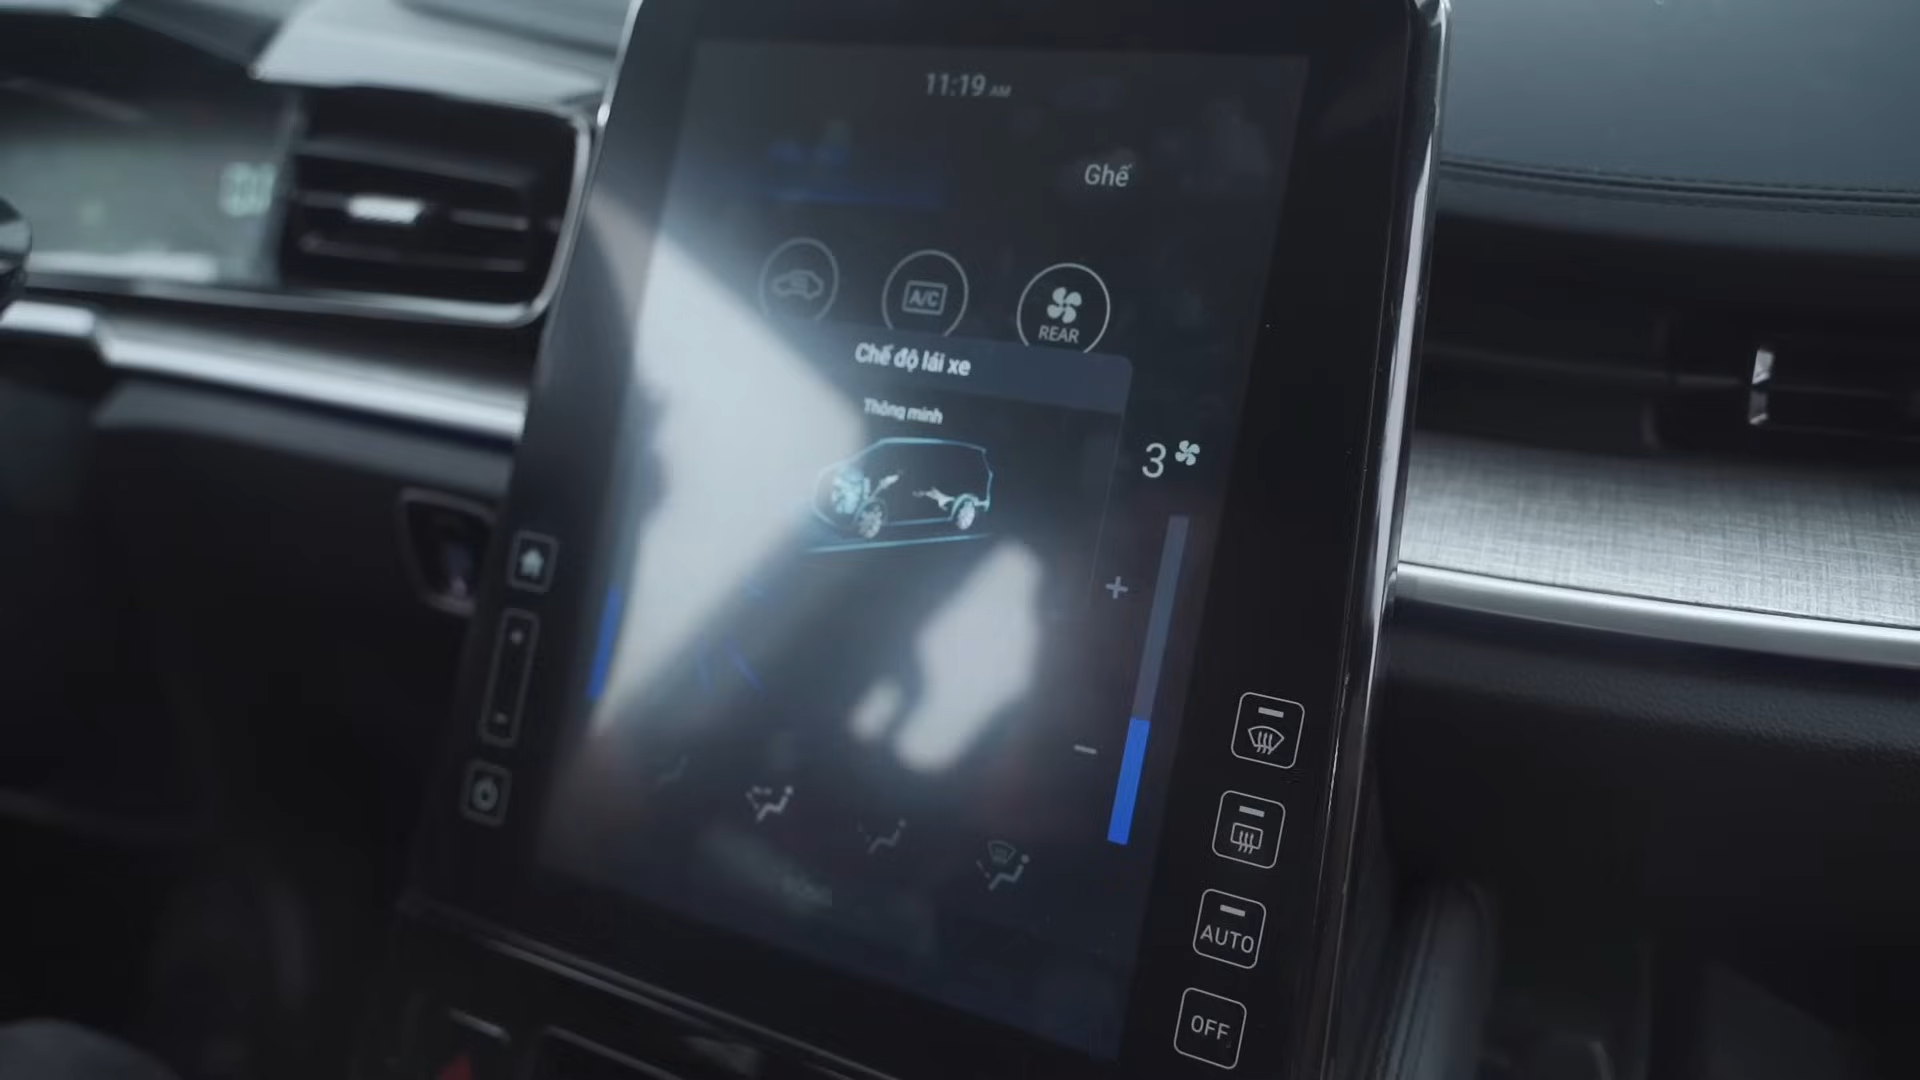 11:19 AM
Ghế
A/C
REAR
Chế độ lái xe
Thông minh
3
+
−
AUTO
OFF